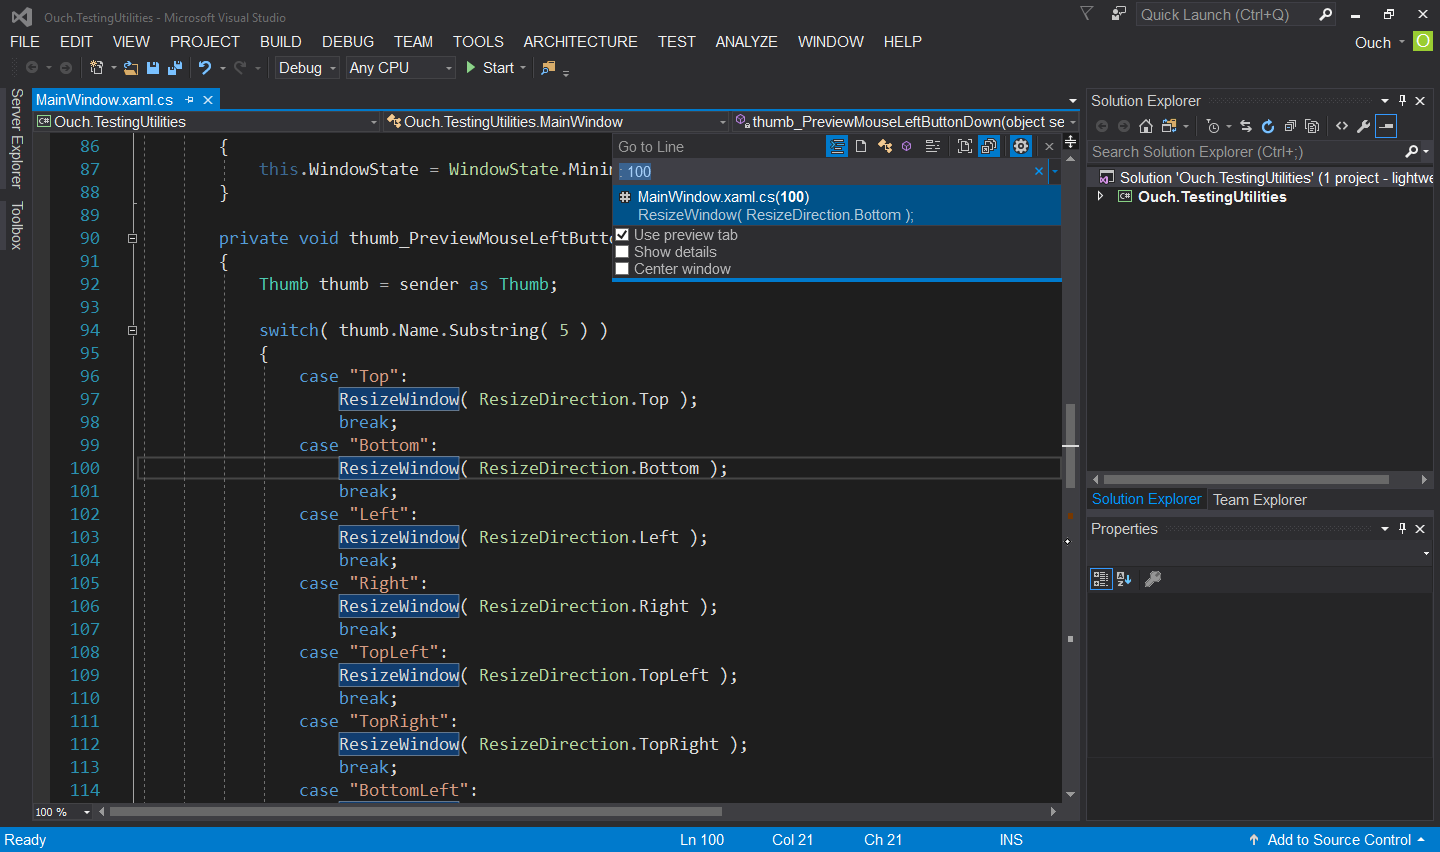 Ouch.TestingUtilities - Microsoft Visual Studio
Quick Launch (Ctrl+Q)
FILE EDIT VIEW PROJECT BUILD DEBUG TEAM TOOLS ARCHITECTURE TEST ANALYZE WINDOW HELP
Ouch
O
Debug
Any CPU
Start
Server Explorer
Toolbox
MainWindow.xaml.cs
Ouch.TestingUtilities
Ouch.TestingUtilities.MainWindow
thumb_PreviewMouseLeftButtonDown(object se
Go to Line
: 100
MainWindow.xaml.cs(100)
ResizeWindow( ResizeDirection.Bottom );
Use preview tab
Show details
Center window
86 {
87 this.WindowState = WindowState.Minim
88 }
89
90 private void thumb_PreviewMouseLeftButto
91 {
92 Thumb thumb = sender as Thumb;
93
94 switch( thumb.Name.Substring( 5 ) )
95 {
96 case "Top":
97 ResizeWindow( ResizeDirection.Top );
98 break;
99 case "Bottom":
100 ResizeWindow( ResizeDirection.Bottom );
101 break;
102 case "Left":
103 ResizeWindow( ResizeDirection.Left );
104 break;
105 case "Right":
106 ResizeWindow( ResizeDirection.Right );
107 break;
108 case "TopLeft":
109 ResizeWindow( ResizeDirection.TopLeft );
110 break;
111 case "TopRight":
112 ResizeWindow( ResizeDirection.TopRight );
113 break;
114 case "BottomLeft":
100 %
Solution Explorer
Search Solution Explorer (Ctrl+;)
Solution 'Ouch.TestingUtilities' (1 project - lightwe
C# Ouch.TestingUtilities
Solution Explorer
Team Explorer
Properties
Ready
Ln 100
Col 21
Ch 21
INS
Add to Source Control